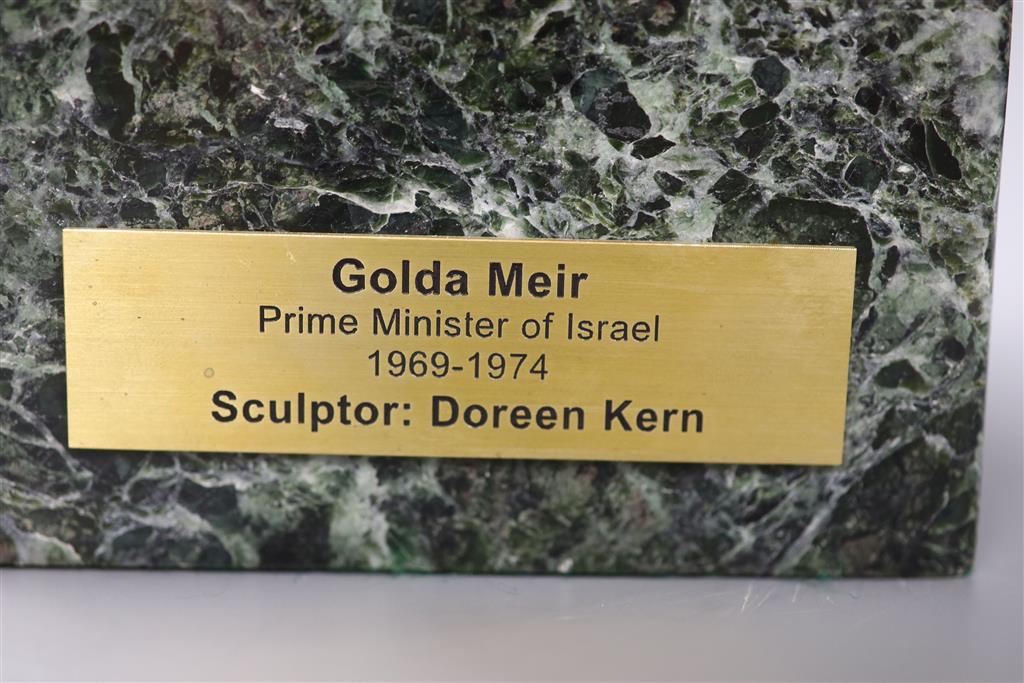 Golda Meir
Prime Minister of Israel
1969-1974
Sculptor: Doreen Kern